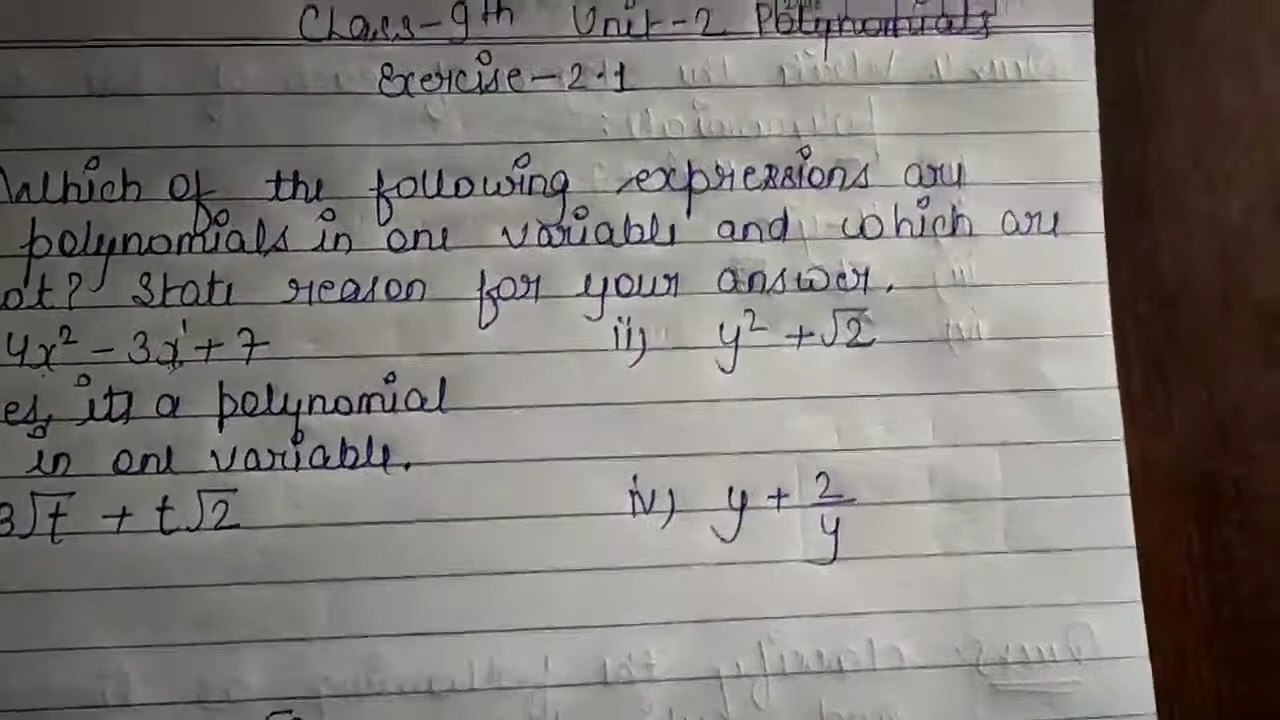 Class-9th Unit-2 Polynomials
Exercise-2.1
Which of the following expressions are
polynomials in one variable and which are
ot? State reason for your answer.
4x² - 3x¹ + 7 ii) y² + √2
es, its a polynomial
in one variable.
3√t + t√2 iv) y + 2/y